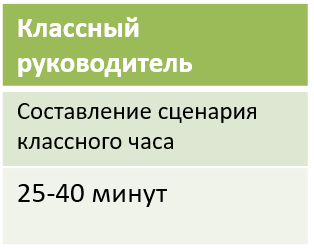 Классный
руководитель
Составление сценария
классного часа
25-40 минут